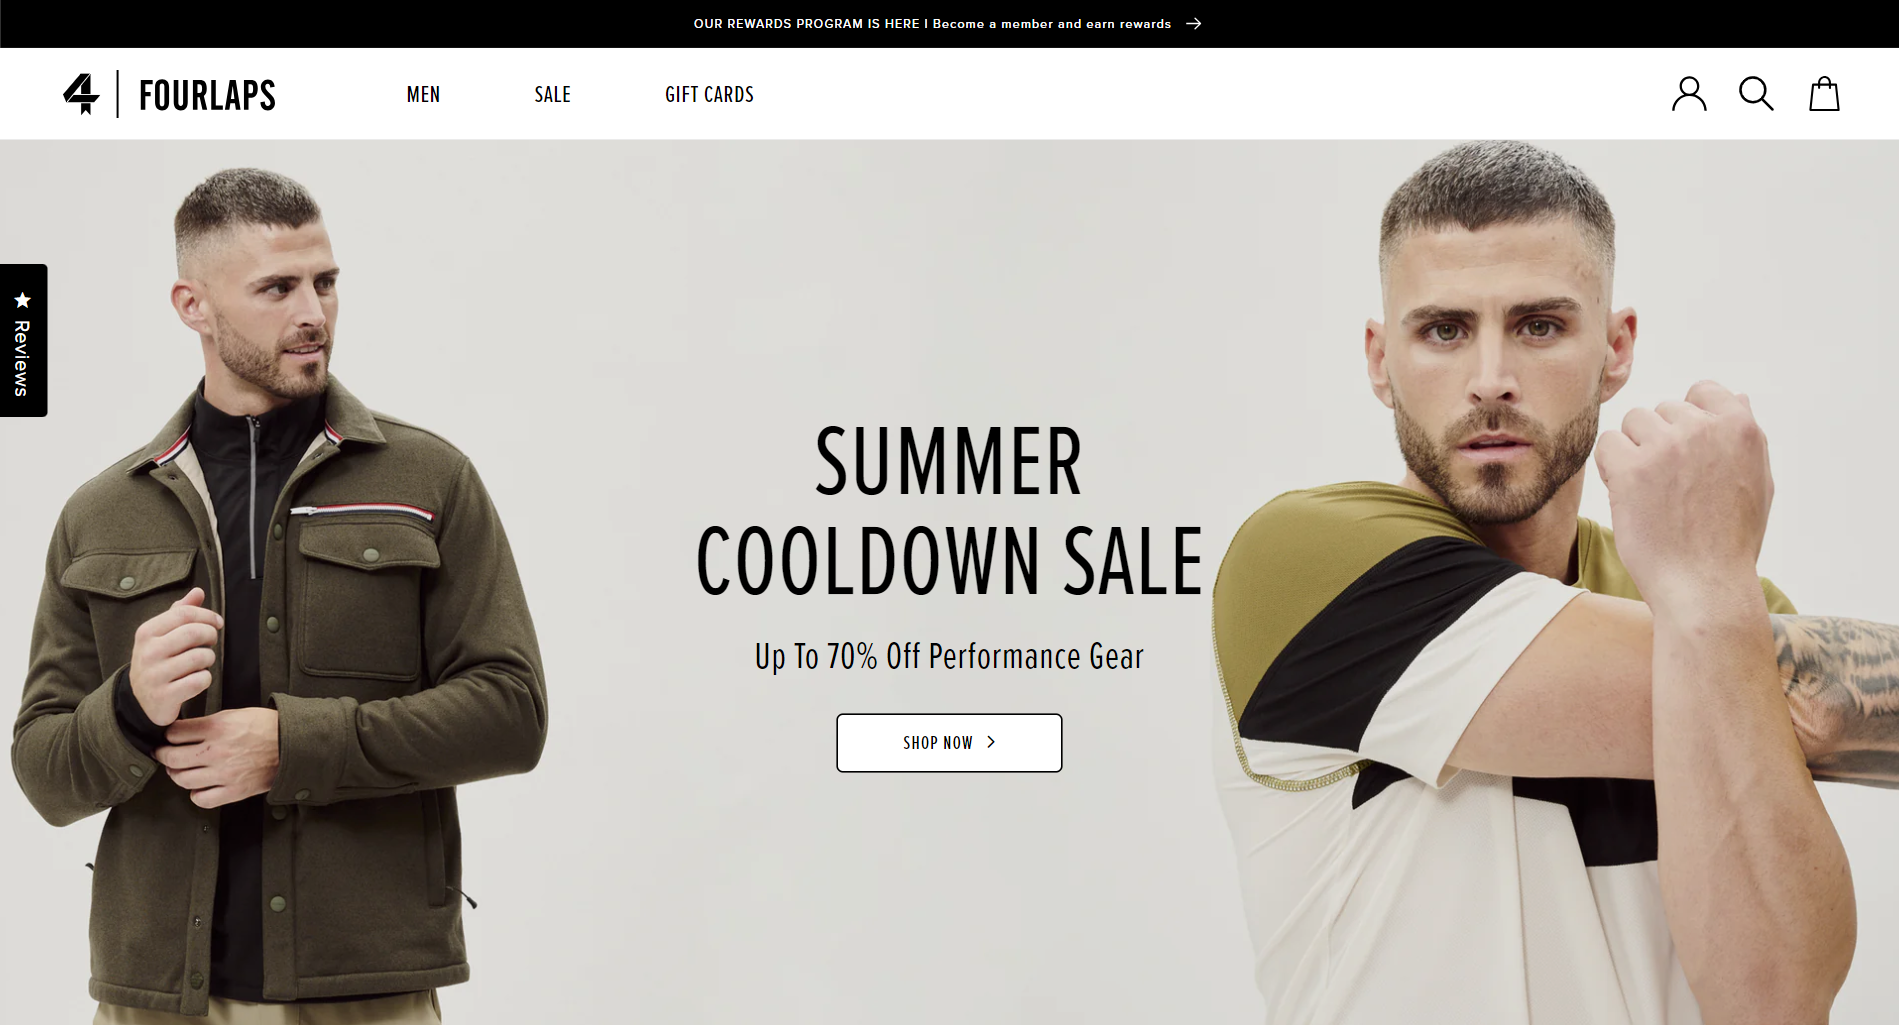 OUR REWARDS PROGRAM IS HERE | Become a member and earn rewards
4 | FOURLAPS
MEN
SALE
GIFT CARDS
Reviews
SUMMER
COOLDOWN SALE
Up To 70% Off Performance Gear
SHOP NOW